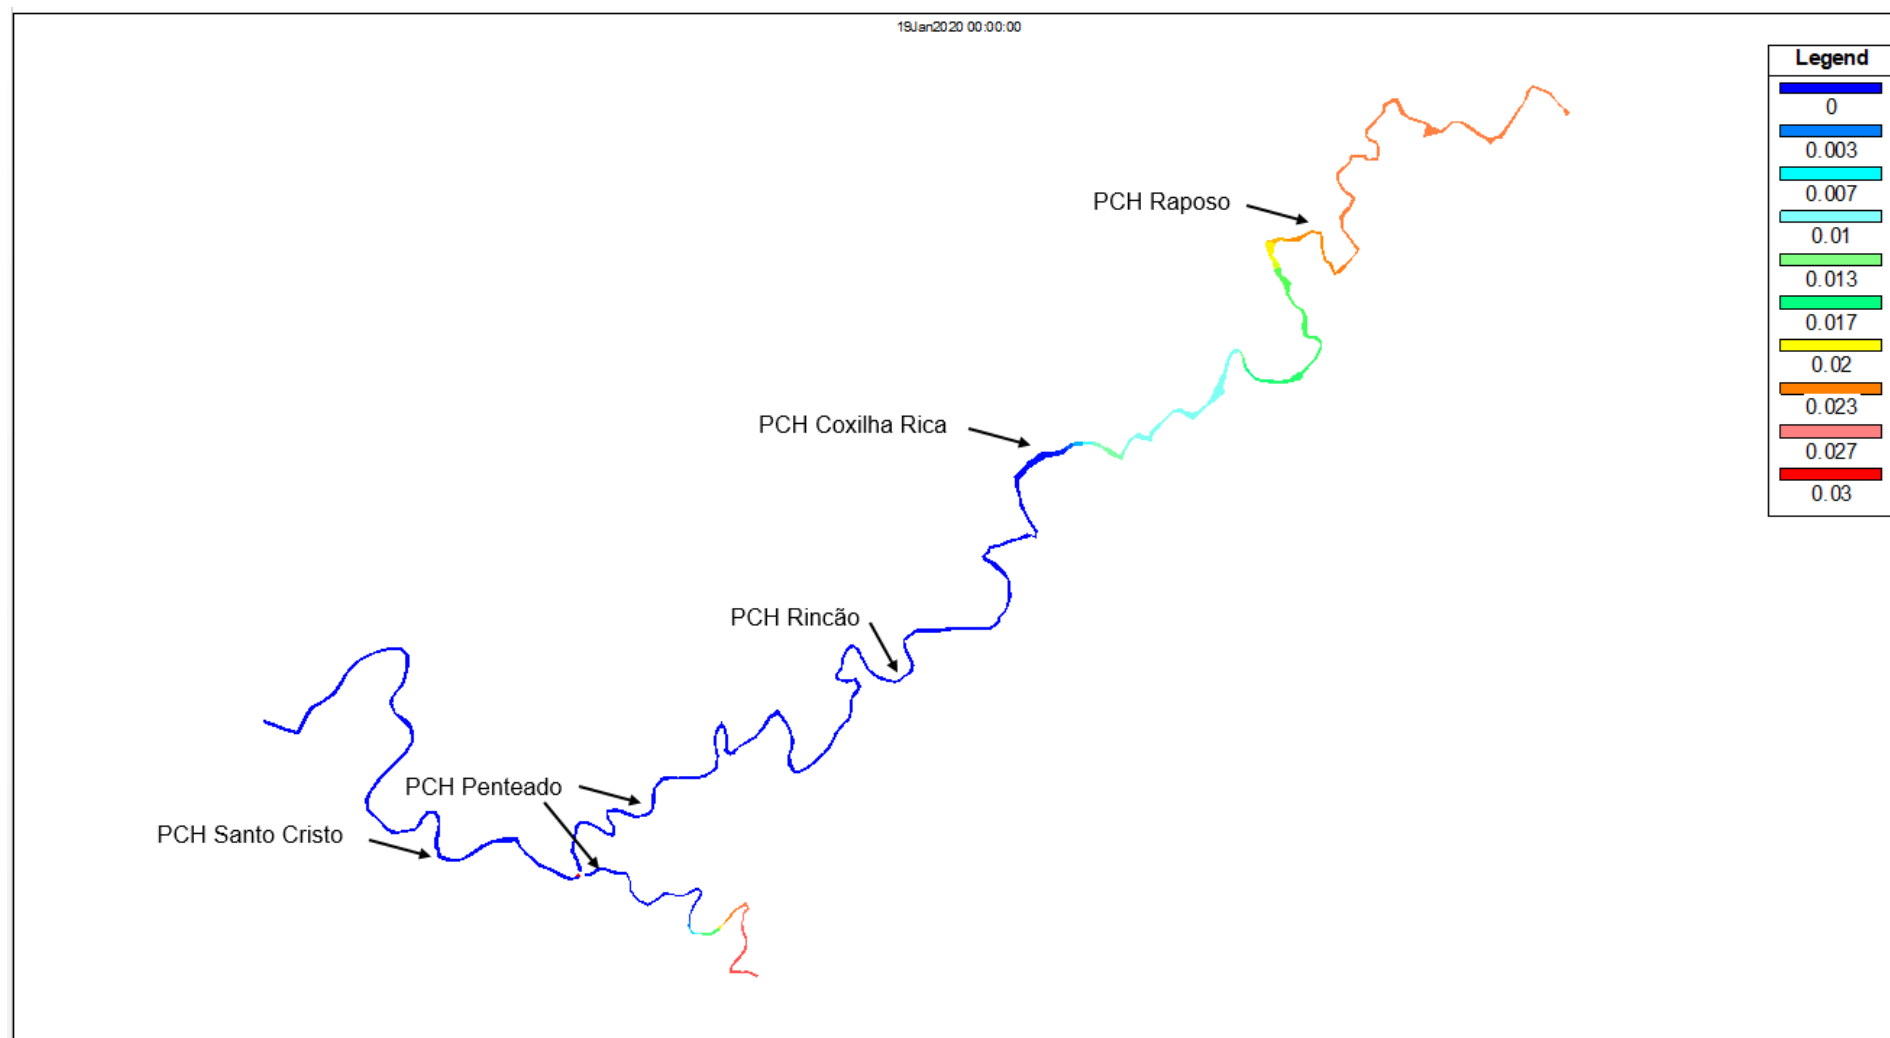 19Jan2020 00:00:00
Legend
0
0.003
0.007
0.01
0.013
0.017
0.02
0.023
0.027
0.03
PCH Raposo
PCH Coxilha Rica
PCH Rincão
PCH Penteado
PCH Santo Cristo